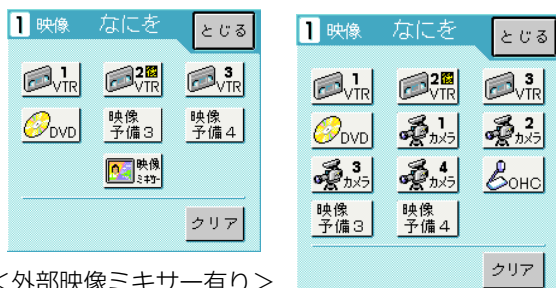 1 映像 なにを とじる
1 VTR 2 VTR 3 VTR
DVD 映像予備3 映像予備4
映像ミキサー
クリア
＜外部映像ミキサー有り＞
1 映像 なにを とじる
1 VTR 2 VTR 3 VTR
DVD 1 カメラ 2 カメラ
3 カメラ 4 カメラ OHC
映像予備3 映像予備4
クリア